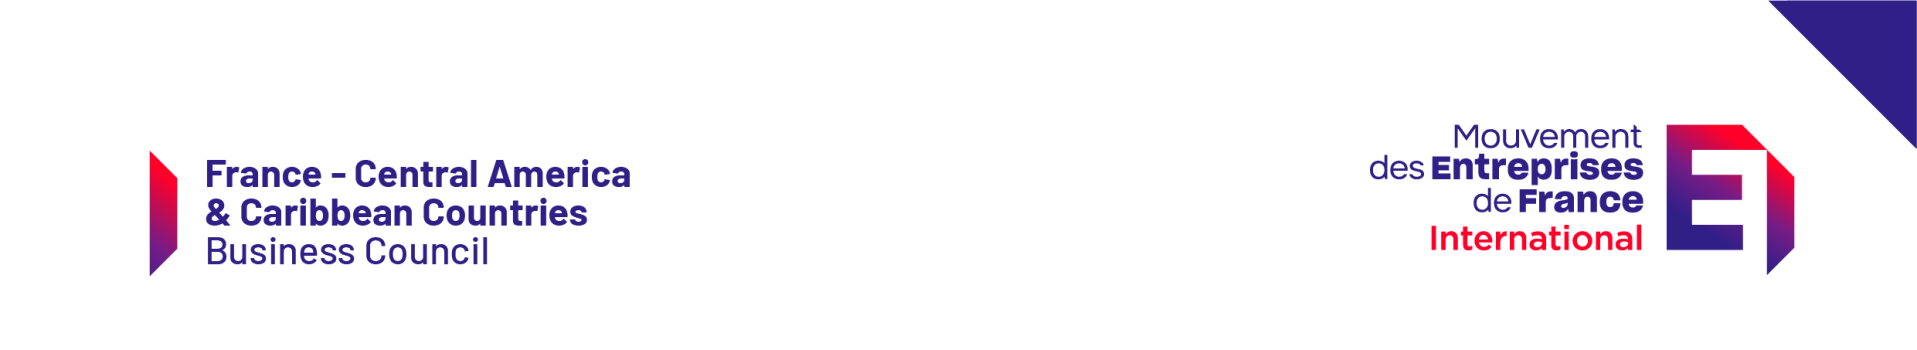 France - Central America
& Caribbean Countries
Business Council
Mouvement
des Entreprises
de France
International